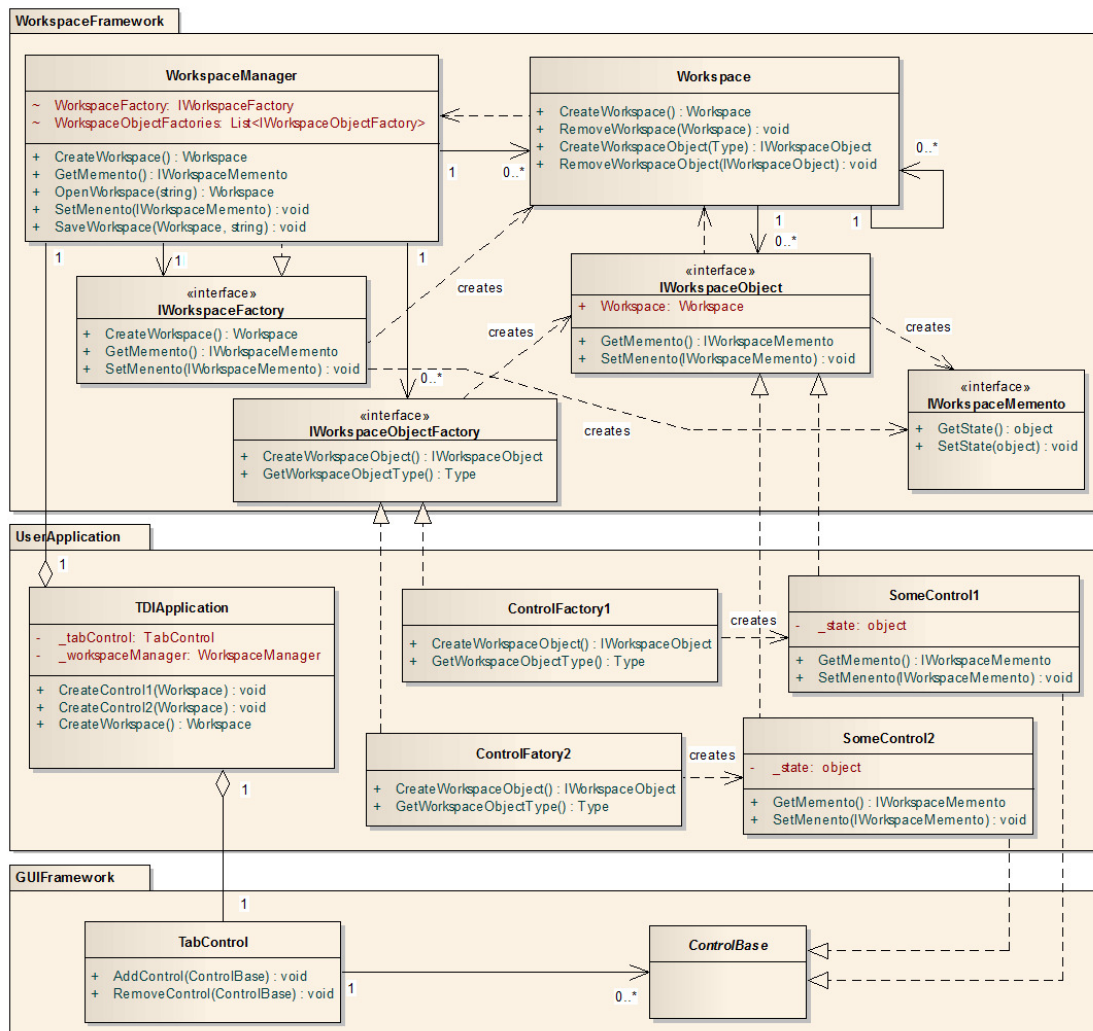 WorkspaceFramework
WorkspaceManager
~ WorkspaceFactory: IWorkspaceFactory
~ WorkspaceObjectFactories: List<IWorkspaceObjectFactory>
+ CreateWorkspace() : Workspace
+ GetMemento() : IWorkspaceMemento
+ OpenWorkspace(string) : Workspace
+ SetMenento(IWorkspaceMemento) : void
+ SaveWorkspace(Workspace, string) : void
Workspace
+ CreateWorkspace() : Workspace
+ RemoveWorkspace(Workspace) : void
+ CreateWorkspaceObject(Type) : IWorkspaceObject
+ RemoveWorkspaceObject(IWorkspaceObject) : void
1
0..*
0..*
1
1
0..*
1
1
1
«interface»
IWorkspaceFactory
+ CreateWorkspace() : Workspace
+ GetMemento() : IWorkspaceMemento
+ SetMenento(IWorkspaceMemento) : void
creates
«interface»
IWorkspaceObject
+ Workspace: Workspace
+ GetMemento() : IWorkspaceMemento
+ SetMenento(IWorkspaceMemento) : void
creates
creates
0..*
«interface»
IWorkspaceObjectFactory
+ CreateWorkspaceObject() : IWorkspaceObject
+ GetWorkspaceObjectType() : Type
creates
«interface»
IWorkspaceMemento
+ GetState() : object
+ SetState(object) : void
UserApplication
1
TDIApplication
- _tabControl: TabControl
- _workspaceManager: WorkspaceManager
+ CreateControl1(Workspace) : void
+ CreateControl2(Workspace) : void
+ CreateWorkspace() : Workspace
ControlFactory1
+ CreateWorkspaceObject() : IWorkspaceObject
+ GetWorkspaceObjectType() : Type
creates
SomeControl1
- _state: object
+ GetMemento() : IWorkspaceMemento
+ SetMenento(IWorkspaceMemento) : void
ControlFatory2
+ CreateWorkspaceObject() : IWorkspaceObject
+ GetWorkspaceObjectType() : Type
creates
SomeControl2
- _state: object
+ GetMemento() : IWorkspaceMemento
+ SetMenento(IWorkspaceMemento) : void
1
GUIFramework
1
TabControl
+ AddControl(ControlBase) : void
+ RemoveControl(ControlBase) : void
1
0..*
ControlBase